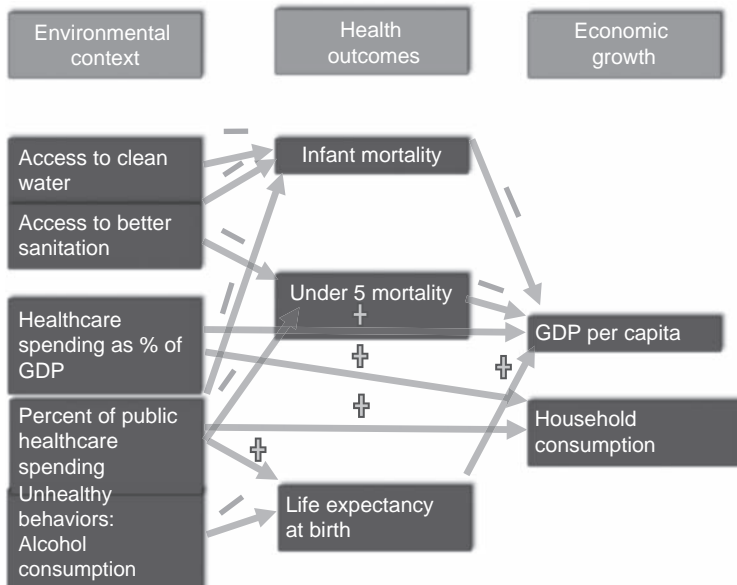 Environmental
context
Health
outcomes
Economic
growth
Access to clean
water
Access to better
sanitation
Healthcare
spending as % of
GDP
Percent of public
healthcare
spending
Unhealthy
behaviors:
Alcohol
consumption
Infant mortality
Under 5 mortality
Life expectancy
at birth
GDP per capita
Household
consumption